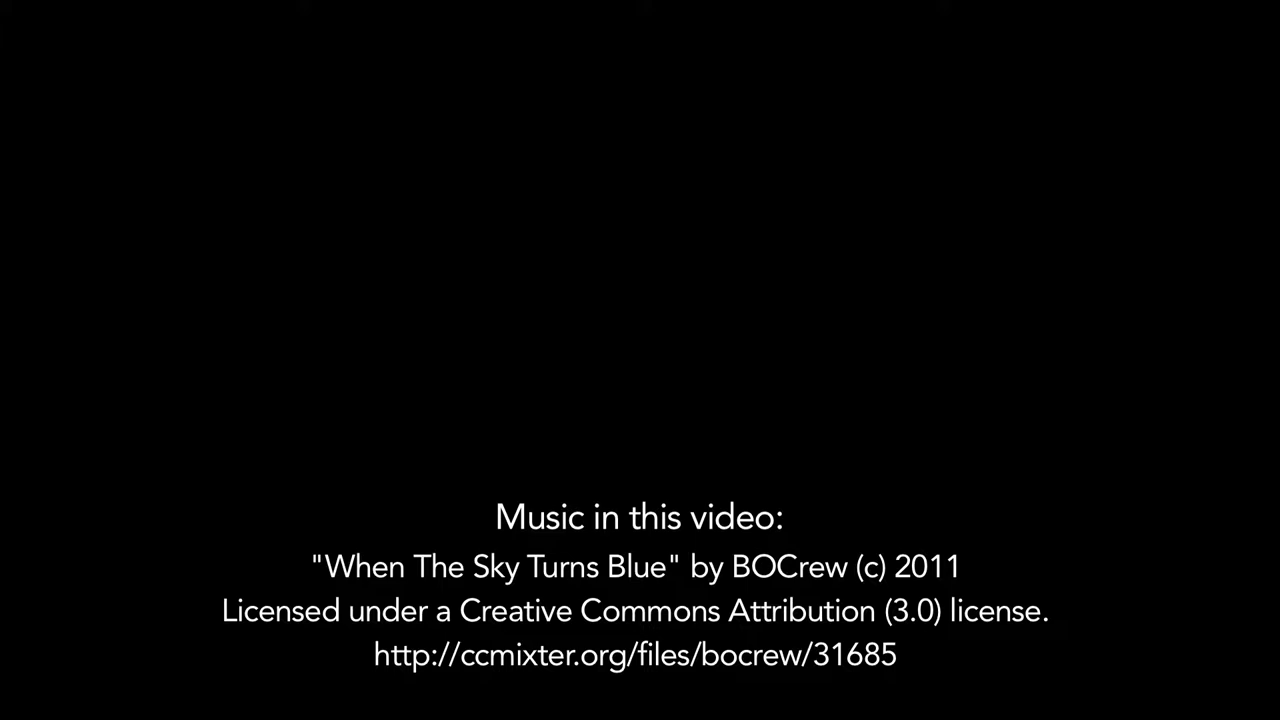 Music in this video:
"When The Sky Turns Blue" by BOCrew (c) 2011
Licensed under a Creative Commons Attribution (3.0) license.
http://ccmixter.org/files/bocrew/31685